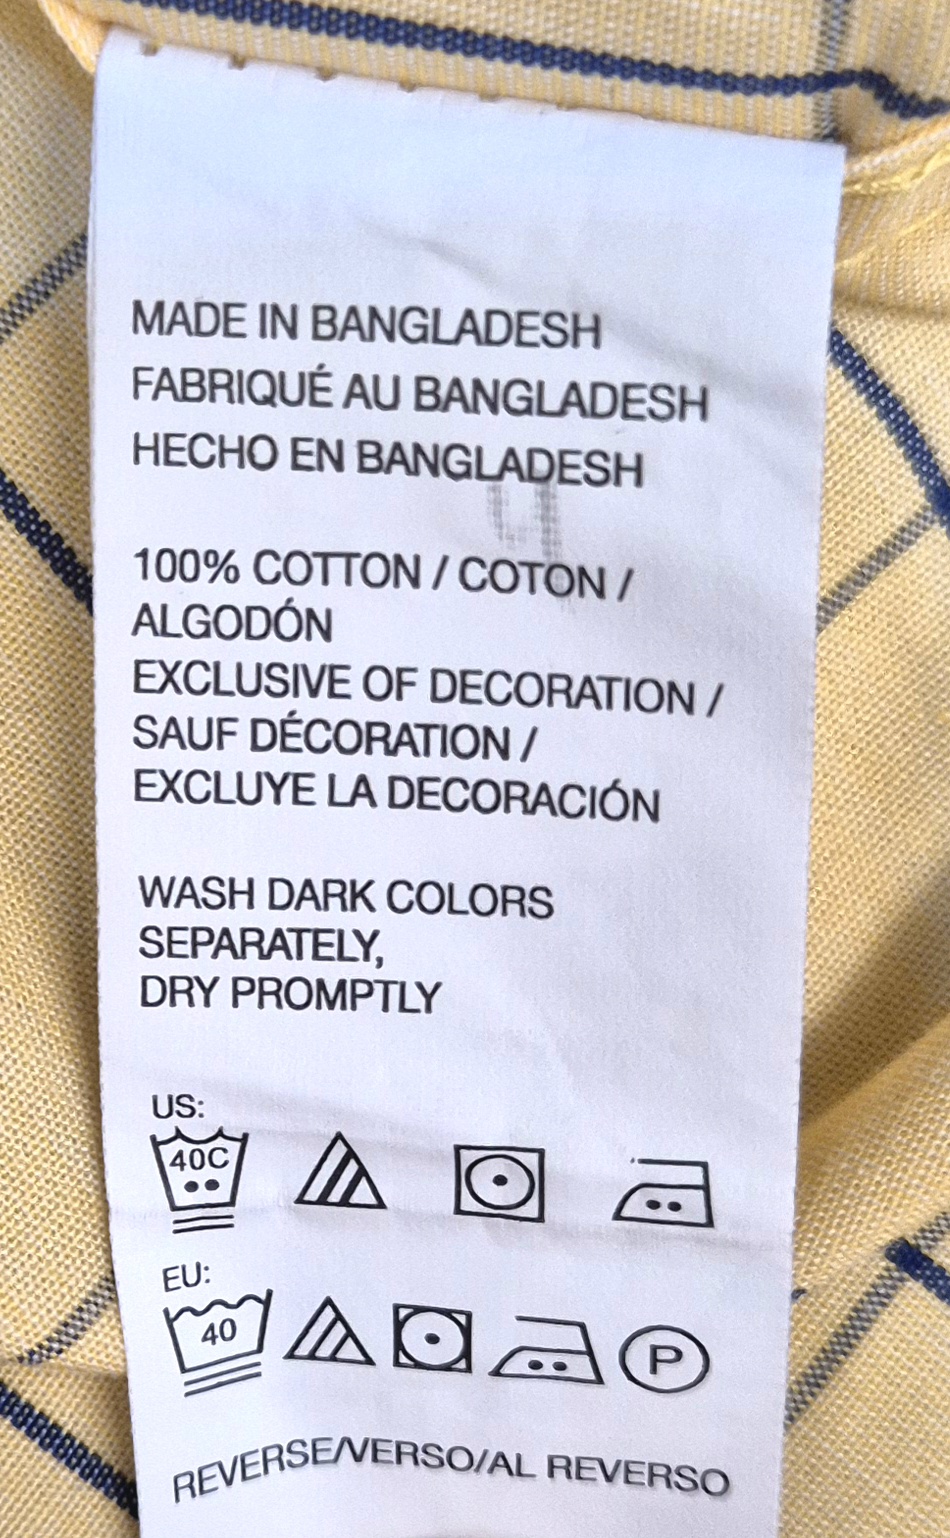 MADE IN BANGLADESH
FABRIQUÉ AU BANGLADESH
HECHO EN BANGLADESH
100% COTTON / COTON /
ALGODÓN
EXCLUSIVE OF DECORATION /
SAUF DÉCORATION /
EXCLUYE LA DECORACIÓN
WASH DARK COLORS
SEPARATELY,
DRY PROMPTLY
US:
40C
EU:
40 P
REVERSE/VERSO/AL REVERSO